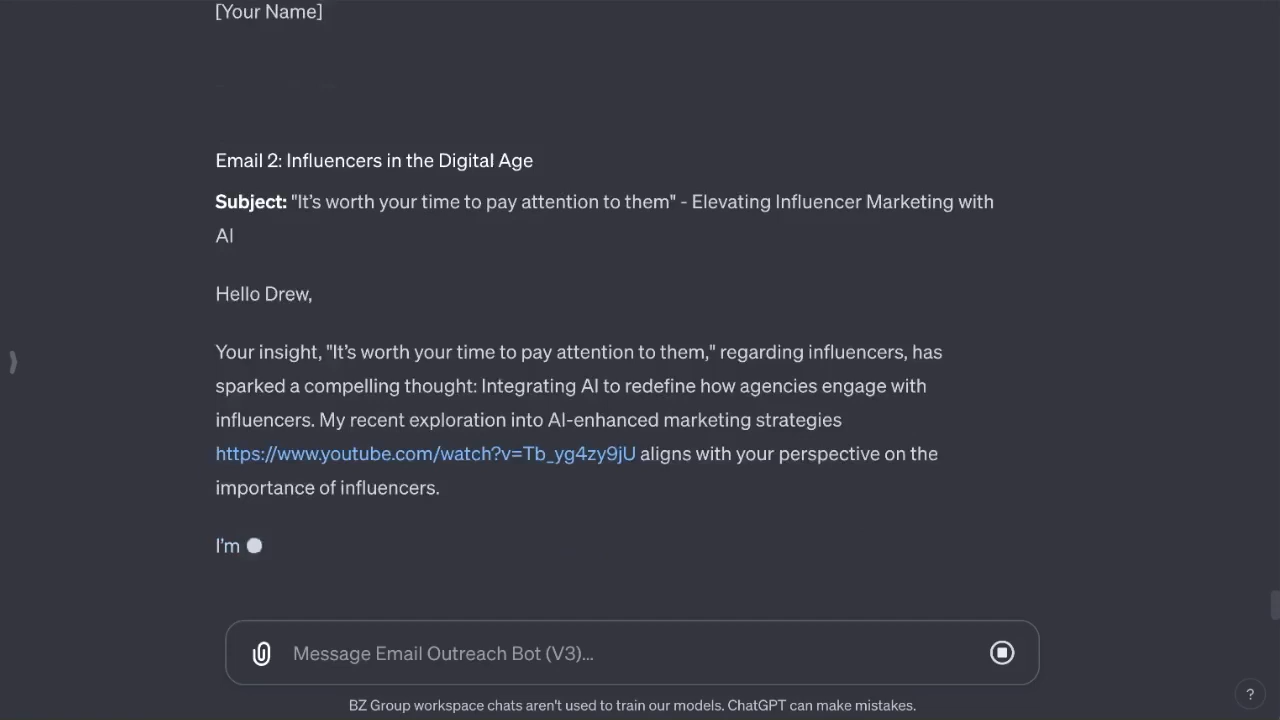 [Your Name]
Email 2: Influencers in the Digital Age
Subject: "It’s worth your time to pay attention to them" - Elevating Influencer Marketing with
AI
Hello Drew,
Your insight, "It’s worth your time to pay attention to them," regarding influencers, has
sparked a compelling thought: Integrating AI to redefine how agencies engage with
influencers. My recent exploration into AI-enhanced marketing strategies
https://www.youtube.com/watch?v=Tb_yg4zy9jU aligns with your perspective on the
importance of influencers.
I’m
Message Email Outreach Bot (V3)...
BZ Group workspace chats aren't used to train our models. ChatGPT can make mistakes.
?